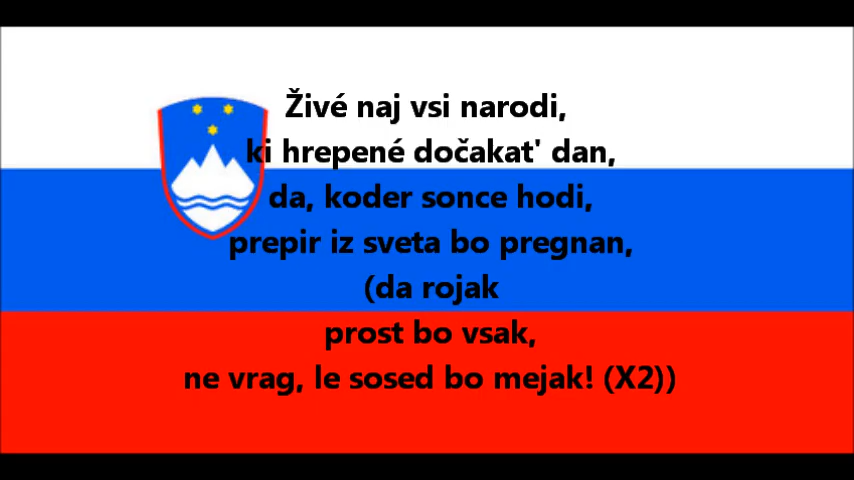 Živé naj vsi narodi,
ki hrepené dočakat' dan,
da, koder sonce hodi,
prepir iz sveta bo pregnan,
(da rojak
prost bo vsak,
ne vrag, le sosed bo mejak! (X2))